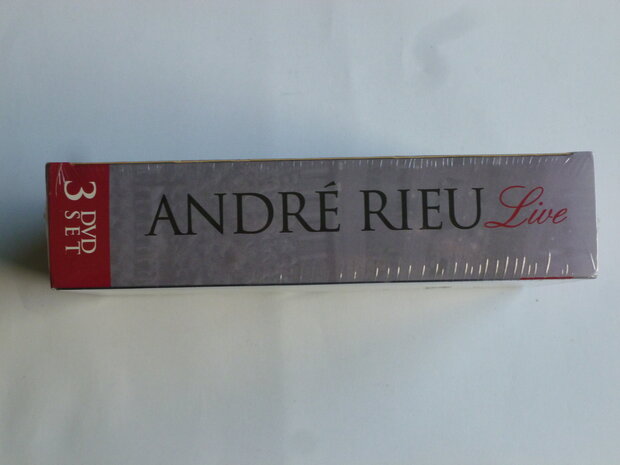 3 DVD
SET
ANDRÉ RIEU Live